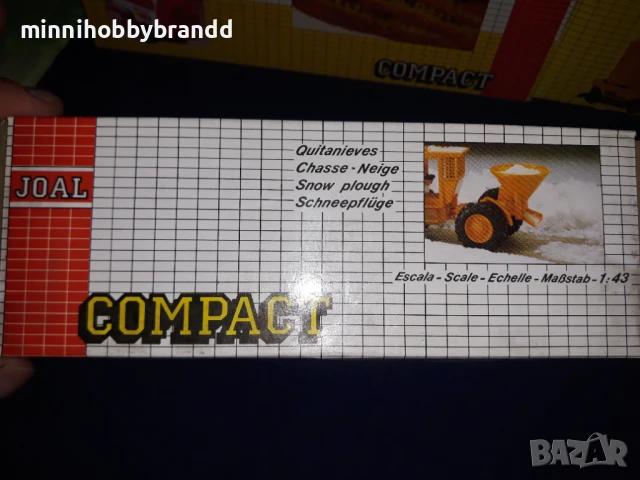 minnihobbybrandd
COMPACT
JOAL
Quitanieves
Chasse-Neige
Snow plough
Schneepflüge
Escala - Scale - Echelle - Maßstab - 1:43
COMPACT
BAZAR